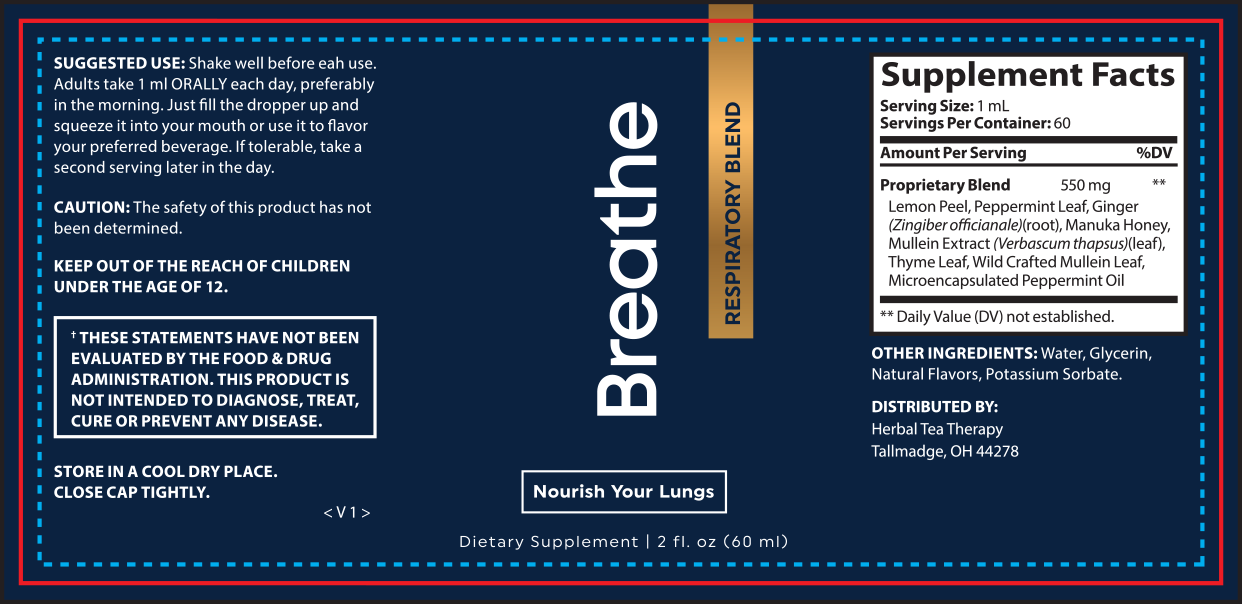 SUGGESTED USE: Shake well before eah use.
Adults take 1 ml ORALLY each day, preferably
in the morning. Just fill the dropper up and
squeeze it into your mouth or use it to flavor
your preferred beverage. If tolerable, take a
second serving later in the day.
CAUTION: The safety of this product has not
been determined.
KEEP OUT OF THE REACH OF CHILDREN
UNDER THE AGE OF 12.
† THESE STATEMENTS HAVE NOT BEEN
EVALUATED BY THE FOOD & DRUG
ADMINISTRATION. THIS PRODUCT IS
NOT INTENDED TO DIAGNOSE, TREAT,
CURE OR PREVENT ANY DISEASE.
STORE IN A COOL DRY PLACE.
CLOSE CAP TIGHTLY.
< V 1 >
Breathe
RESPIRATORY BLEND
Nourish Your Lungs
Dietary Supplement | 2 fl. oz (60 ml)
Supplement Facts
Serving Size: 1 mL
Servings Per Container: 60
Amount Per Serving %DV
Proprietary Blend 550 mg **
Lemon Peel, Peppermint Leaf, Ginger
(Zingiber officianale)(root), Manuka Honey,
Mullein Extract (Verbascum thapsus)(leaf),
Thyme Leaf, Wild Crafted Mullein Leaf,
Microencapsulated Peppermint Oil
** Daily Value (DV) not established.
OTHER INGREDIENTS: Water, Glycerin,
Natural Flavors, Potassium Sorbate.
DISTRIBUTED BY:
Herbal Tea Therapy
Tallmadge, OH 44278